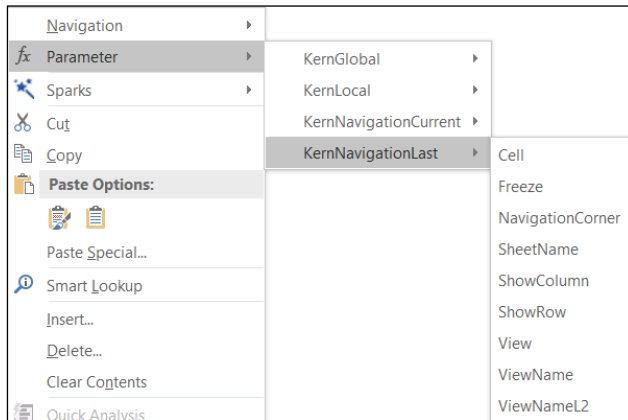 Navigation
fx Parameter
Sparks
Cut
Copy
Paste Options:
Paste Special...
Smart Lookup
Insert...
Delete...
Clear Contents
Quick Analysis
KernGlobal
KernLocal
KernNavigationCurrent
KernNavigationLast
Cell
Freeze
NavigationCorner
SheetName
ShowColumn
ShowRow
View
ViewName
ViewNameL2